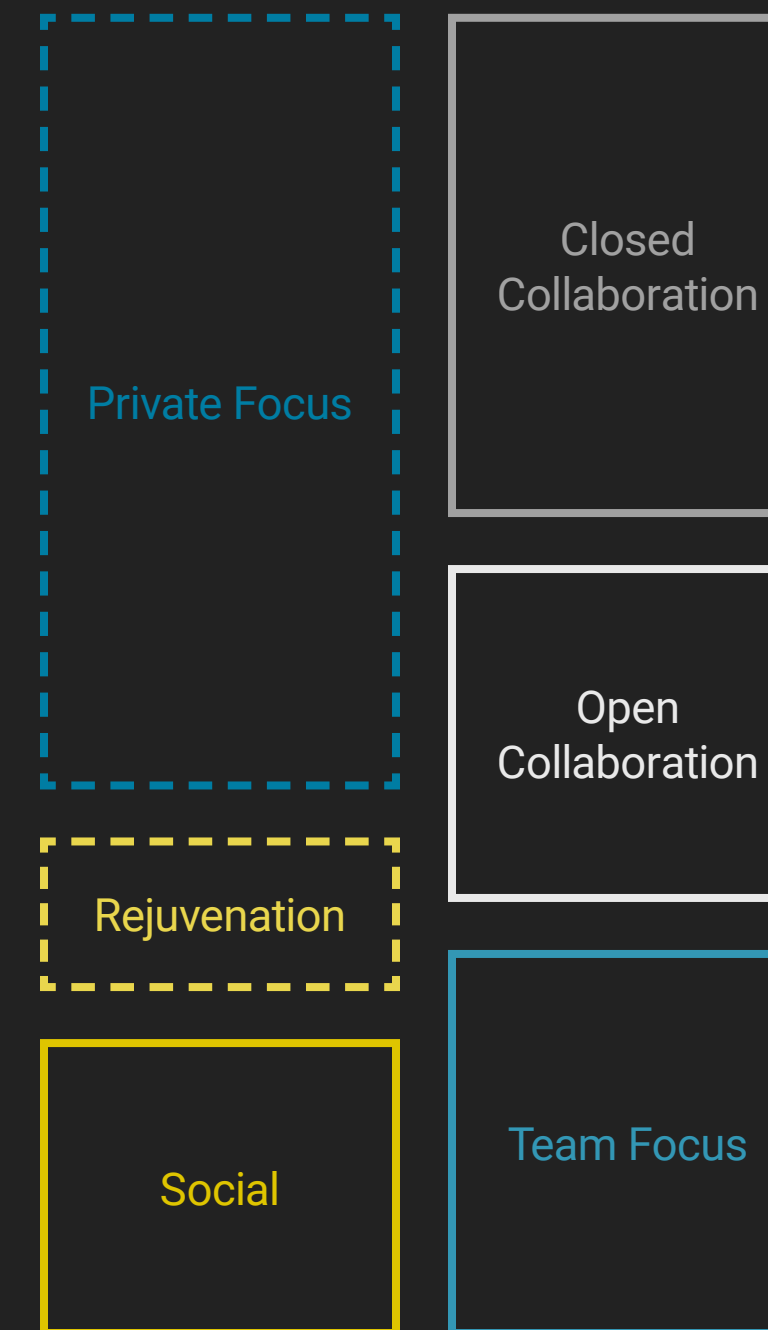 Private Focus
Rejuvenation
Social
Closed
Collaboration
Open
Collaboration
Team Focus